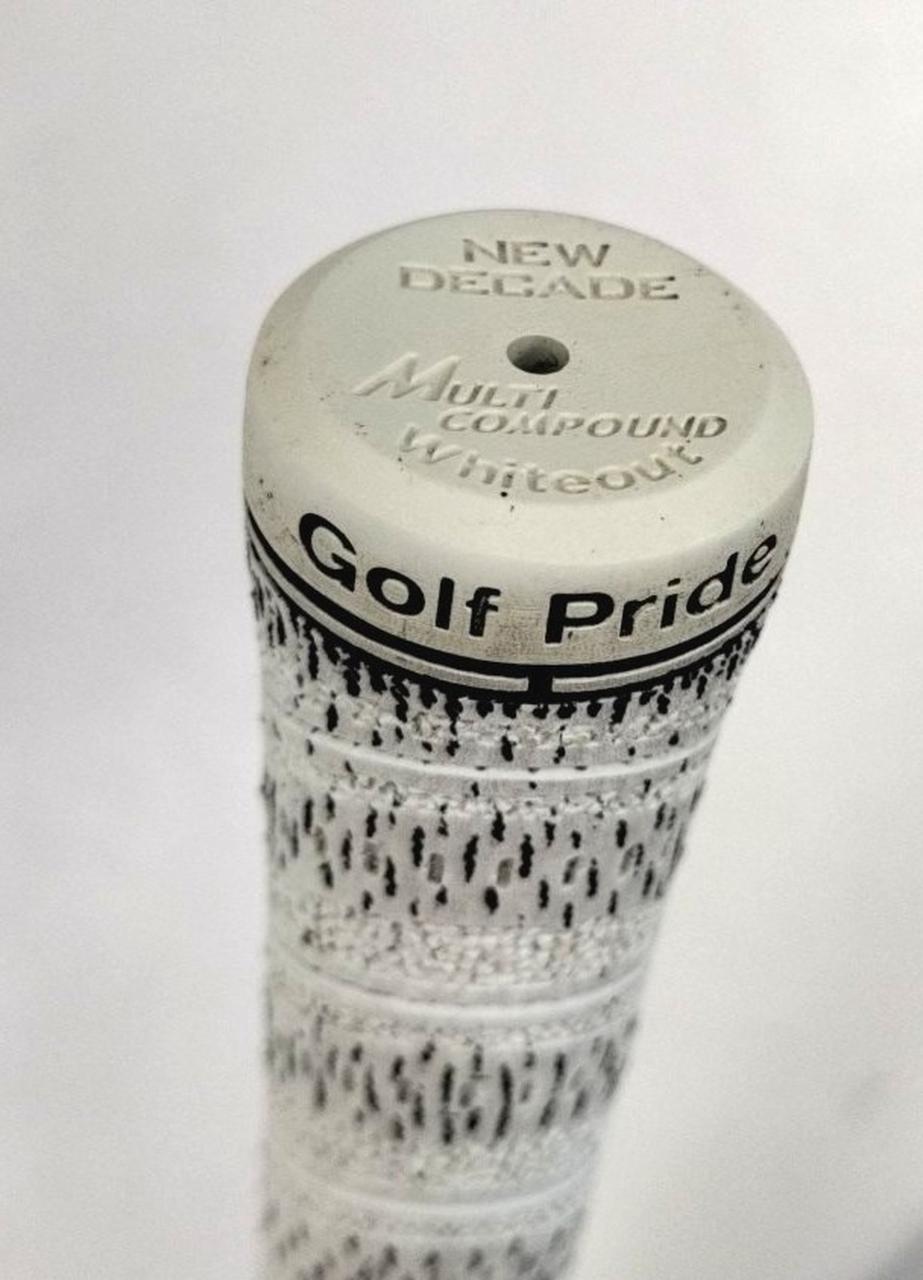 NEW
DECADE
MULTI
COMPOUND
Whiteout
Golf Pride